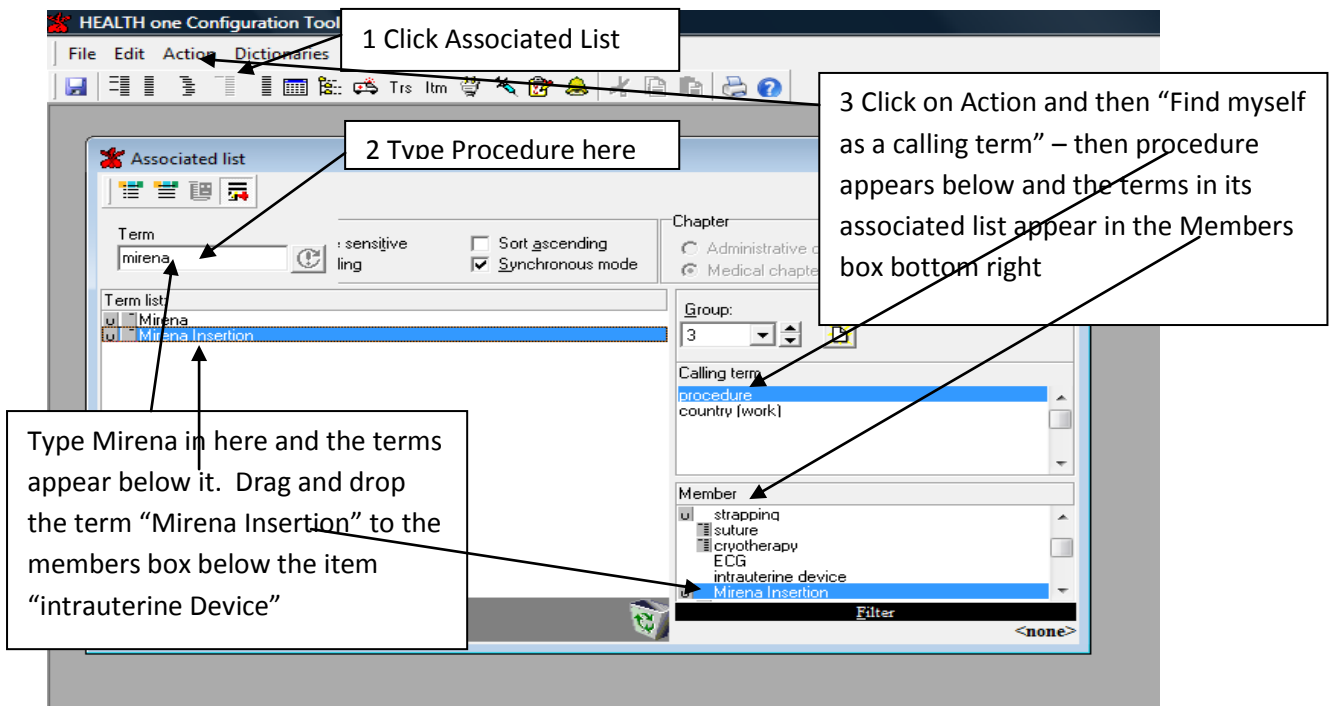 HEALTH one Configuration Tool
File Edit Action Dictionaries
1 Click Associated List
Trs Itm
3 Click on Action and then “Find myself
as a calling term” – then procedure
appears below and the terms in its
associated list appear in the Members
box bottom right
Associated list
2 Type Procedure here
Term
mirena
sensitive
ling
Sort ascending
Synchronous mode
Chapter
Administrative
Medical chapte
Term list:
u Mirena
u Mirena Insertion
Group:
3
Calling term
procedure
country (work)
Type Mirena in here and the terms
appear below it. Drag and drop
the term “Mirena Insertion” to the
members box below the item
“intrauterine Device”
Member
u strapping
suture
cryotherapy
ECG
intrauterine device
u Mirena Insertion
Filter
<none>